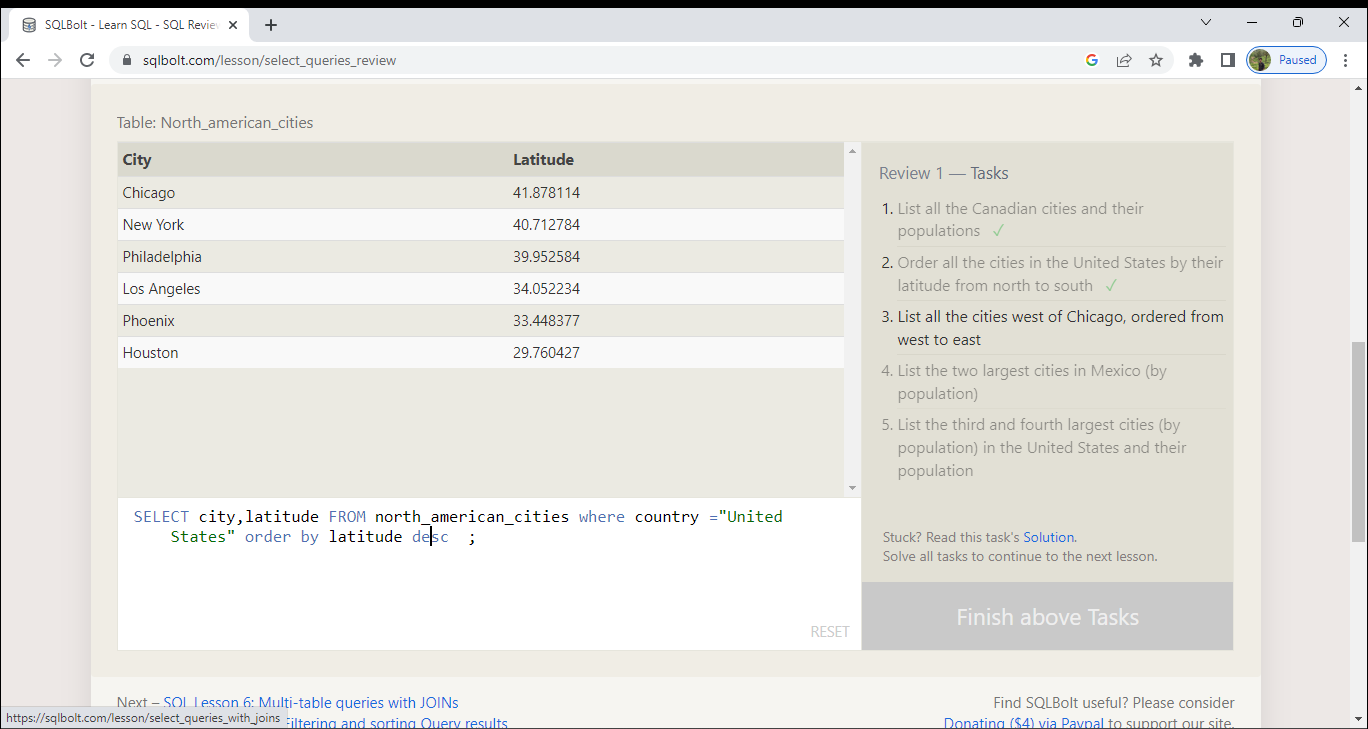 SQLBolt - Learn SQL - SQL Revie
sqlbolt.com/lesson/select_queries_review
Paused
Table: North_american_cities
City Latitude
Chicago 41.878114
New York 40.712784
Philadelphia 39.952584
Los Angeles 34.052234
Phoenix 33.448377
Houston 29.760427
SELECT city,latitude FROM north_american_cities where country ="United
States" order by latitude desc ;
RESET
Review 1 — Tasks
1. List all the Canadian cities and their
populations ✓
2. Order all the cities in the United States by their
latitude from north to south ✓
3. List all the cities west of Chicago, ordered from
west to east
4. List the two largest cities in Mexico (by
population)
5. List the third and fourth largest cities (by
population) in the United States and their
population
Stuck? Read this task's Solution.
Solve all tasks to continue to the next lesson.
Finish above Tasks
Next – SQL Lesson 6: Multi-table queries with JOINs
Filtering and sorting Query results
Find SQLBolt useful? Please consider
Donating ($4) via Paypal to support our site.
https://sqlbolt.com/lesson/select_queries_with_joins